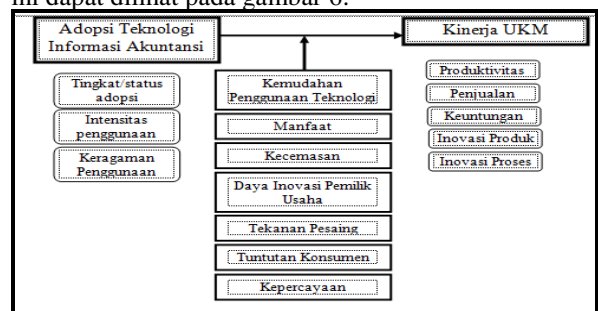 ini dapat dilihat pada gambar 6.
Adopsi Teknologi
Informasi Akuntansi
Kinerja UKM
Tingkat/status
adopsi
Intensitas
penggunaan
Keragaman
Penggunaan
Kemudahan
Penggunaan Teknologi
Manfaat
Kecemasan
Daya Inovasi Pemilik
Usaha
Tekanan Pesaing
Tuntutan Konsumen
Kepercayaan
Produktivitas
Penjualan
Keuntungan
Inovasi Produk
Inovasi Proses